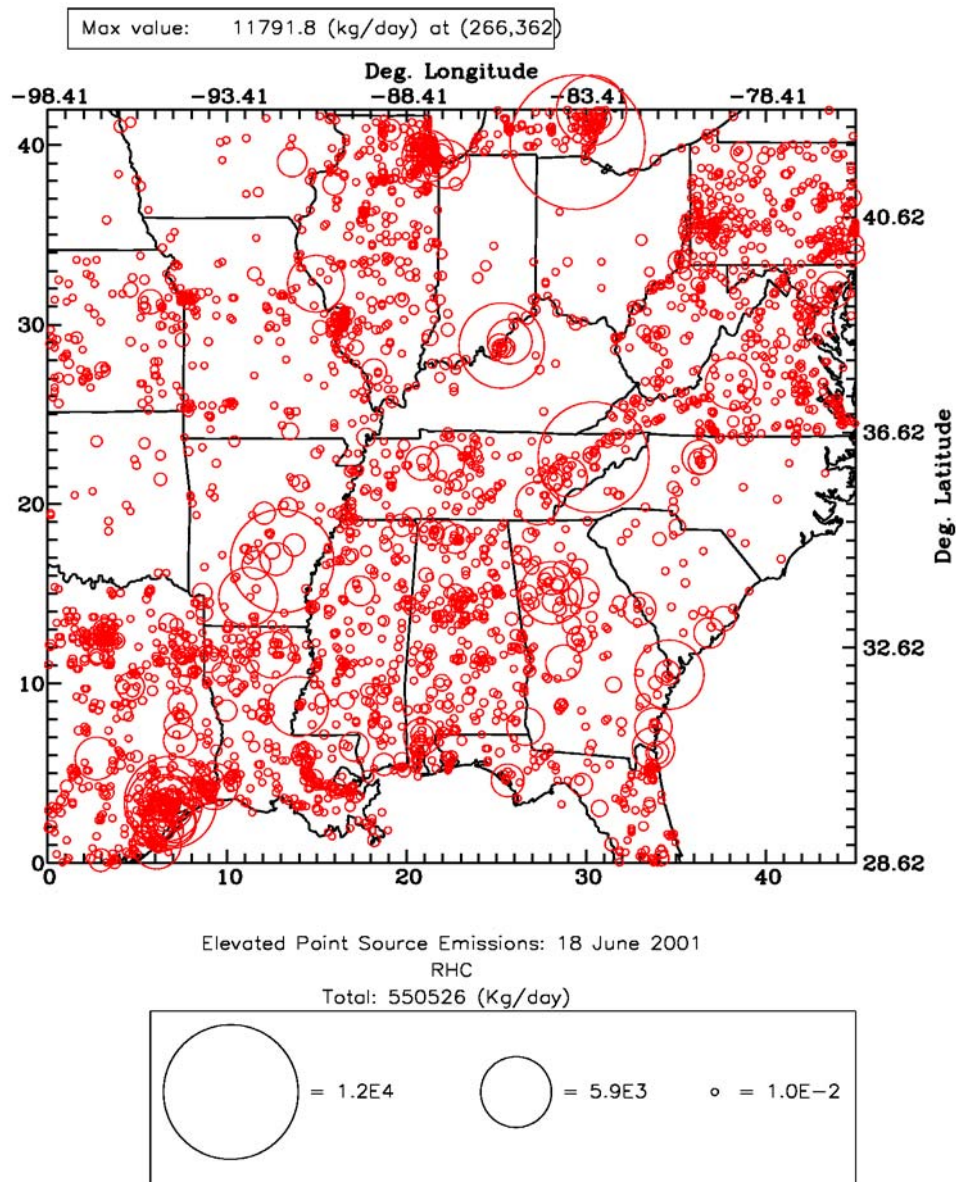 Max value: 11791.8 (kg/day) at (266,362)
Deg. Longitude
-98.41 -93.41 -88.41 -83.41 -78.41
40
40.62
30
36.62
Deg. Latitude
20
32.62
10
0 28.62
0 10 20 30 40
Elevated Point Source Emissions: 18 June 2001
RHC
Total: 550526 (Kg/day)
= 1.2E4 = 5.9E3 = 1.0E-2